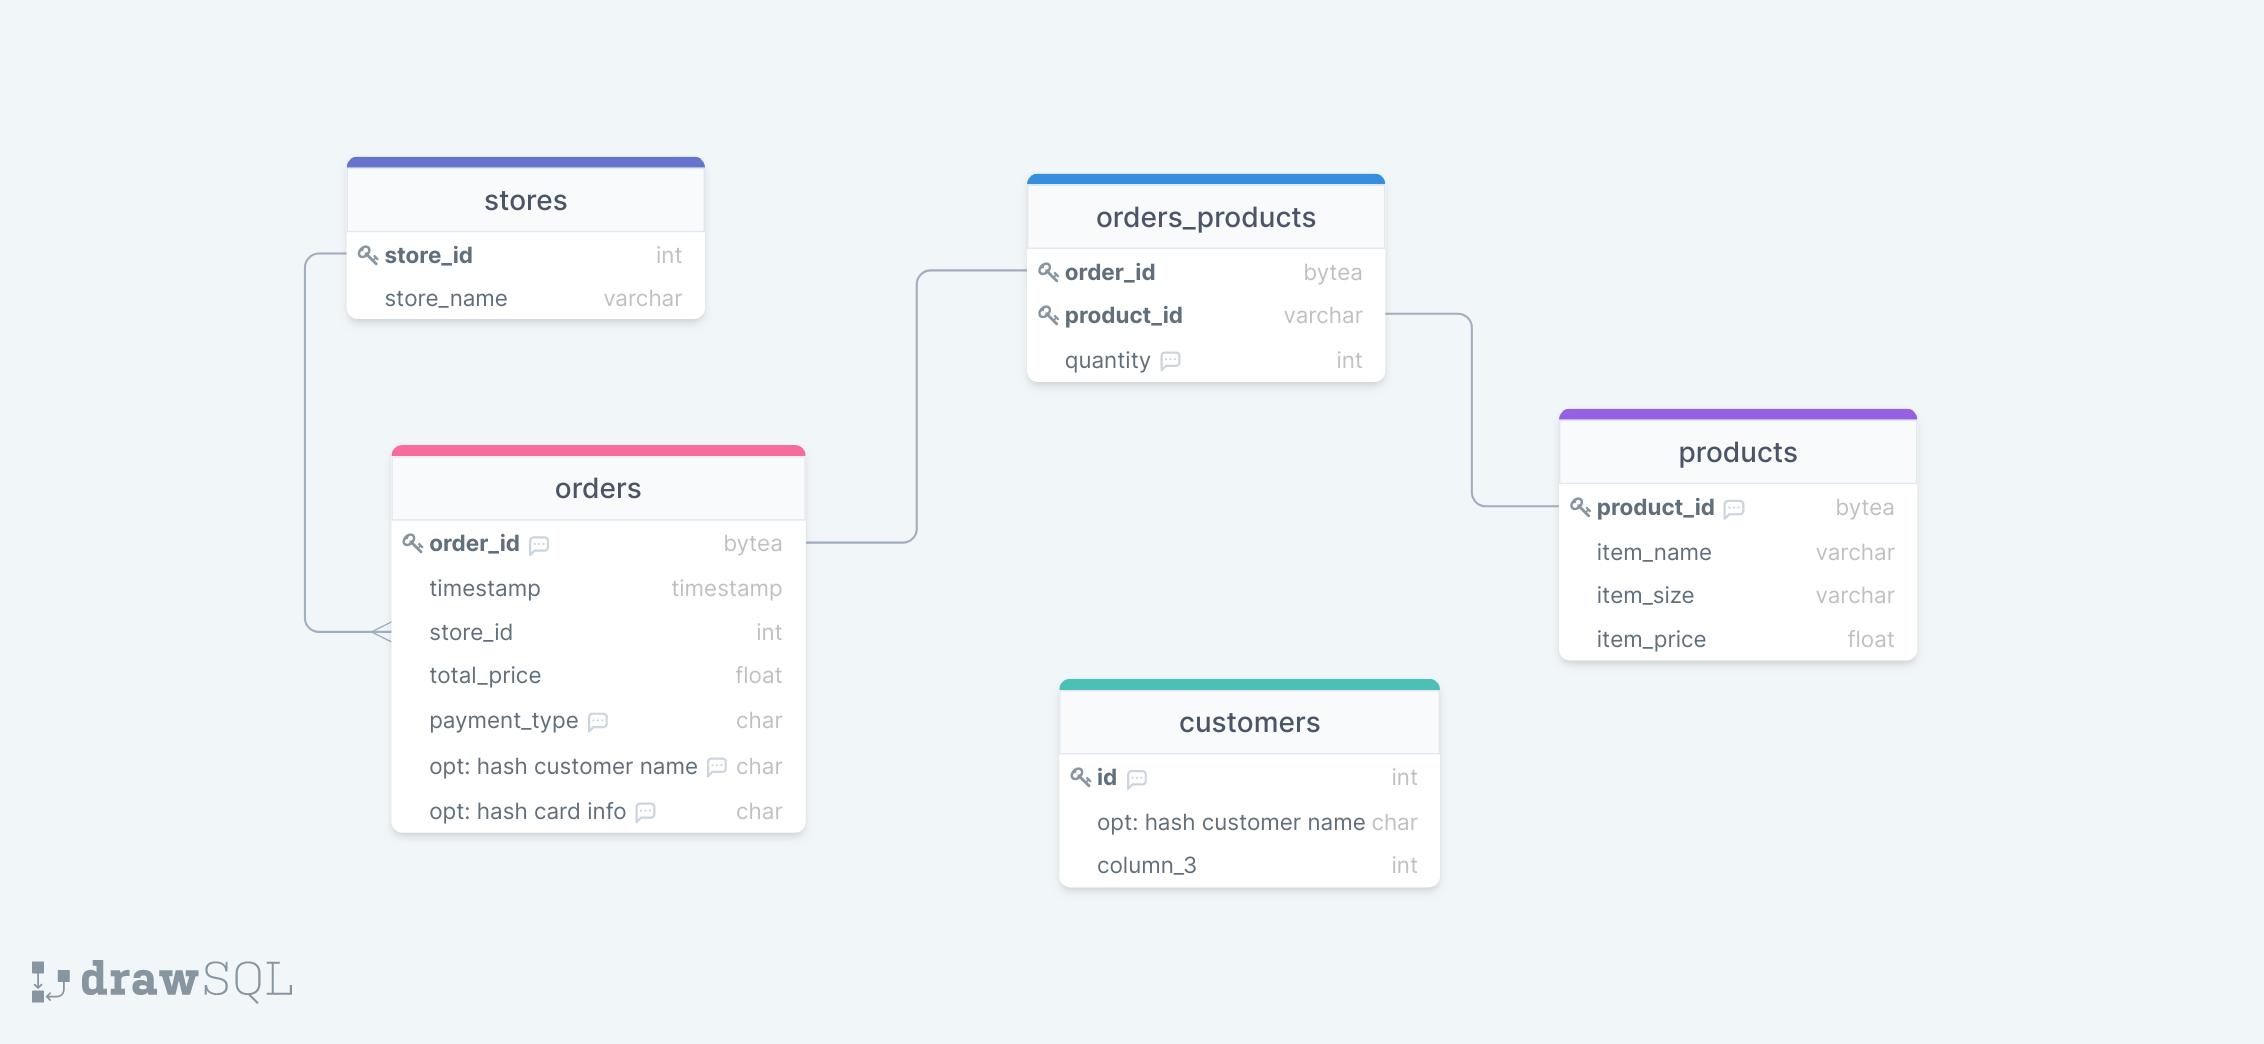 stores
store_id int
store_name varchar
orders_products
order_id bytea
product_id varchar
quantity int
orders
order_id bytea
timestamp timestamp
store_id int
total_price float
payment_type char
opt: hash customer name char
opt: hash card info char
products
product_id bytea
item_name varchar
item_size varchar
item_price float
customers
id int
opt: hash customer name char
column_3 int
drawSQL